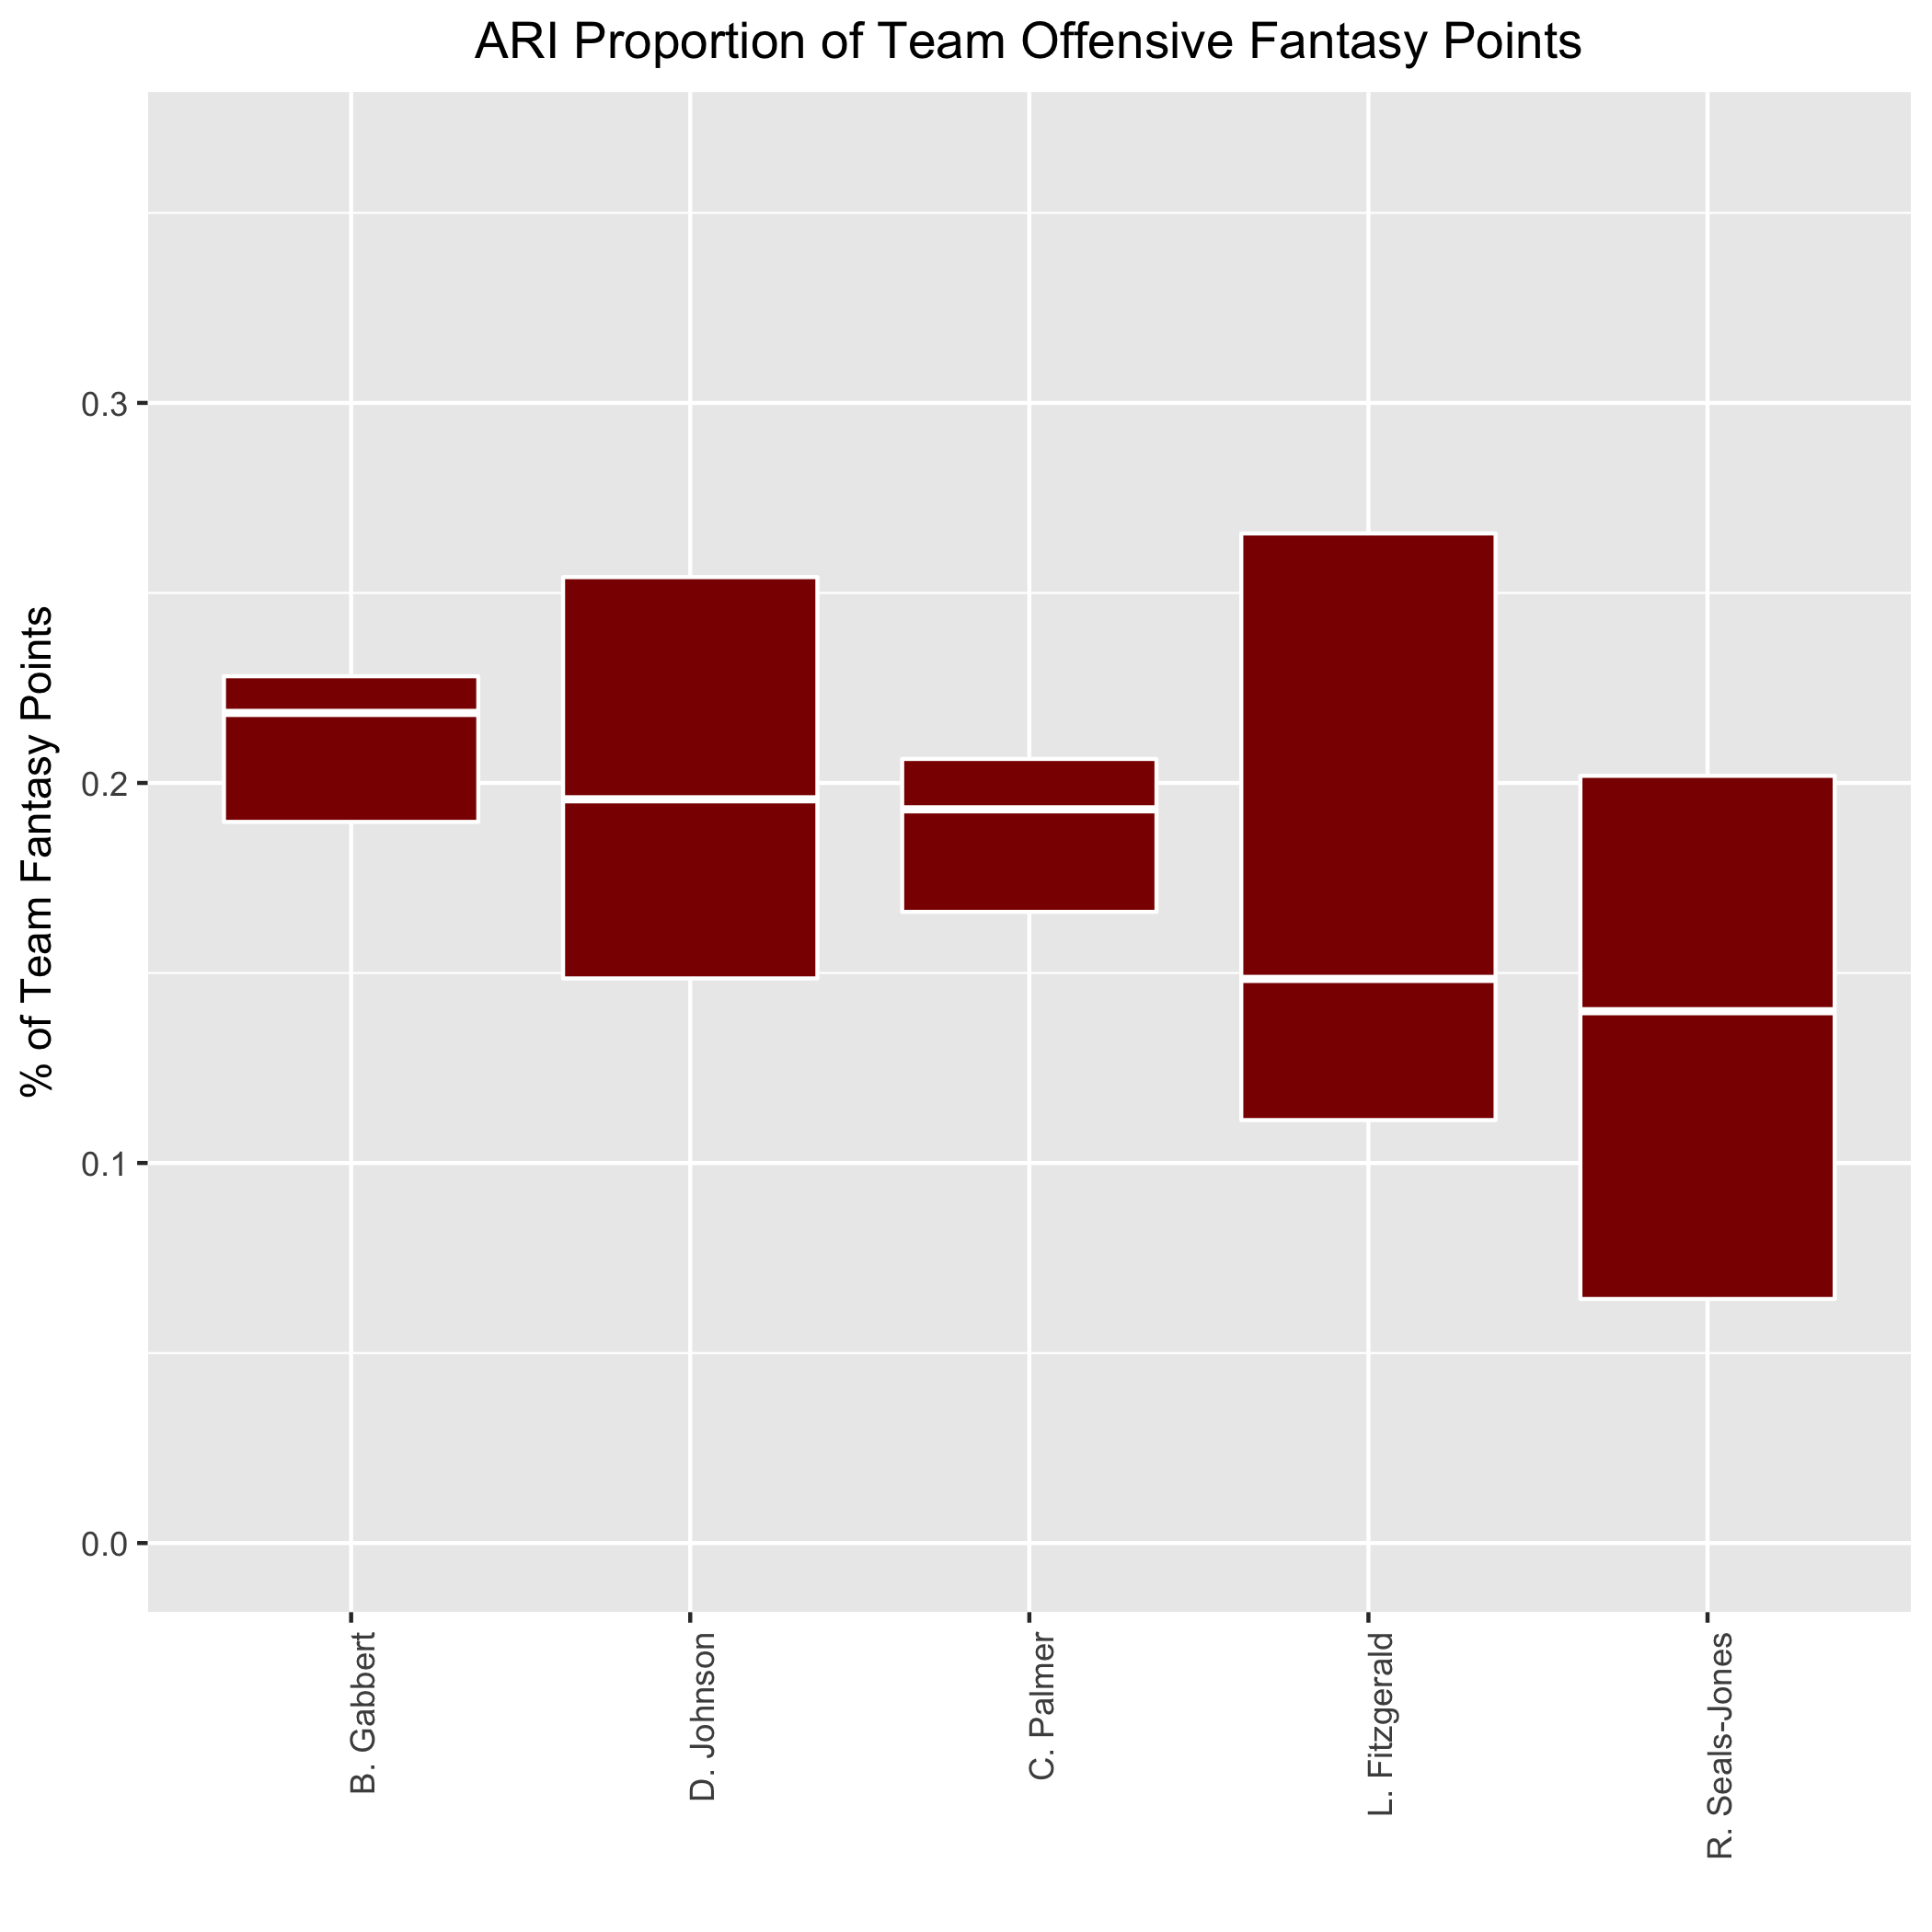 ARI Proportion of Team Offensive Fantasy Points
% of Team Fantasy Points
0.3
0.2
0.1
0.0
B. Gabbert
D. Johnson
C. Palmer
L. Fitzgerald
R. Seals-Jones